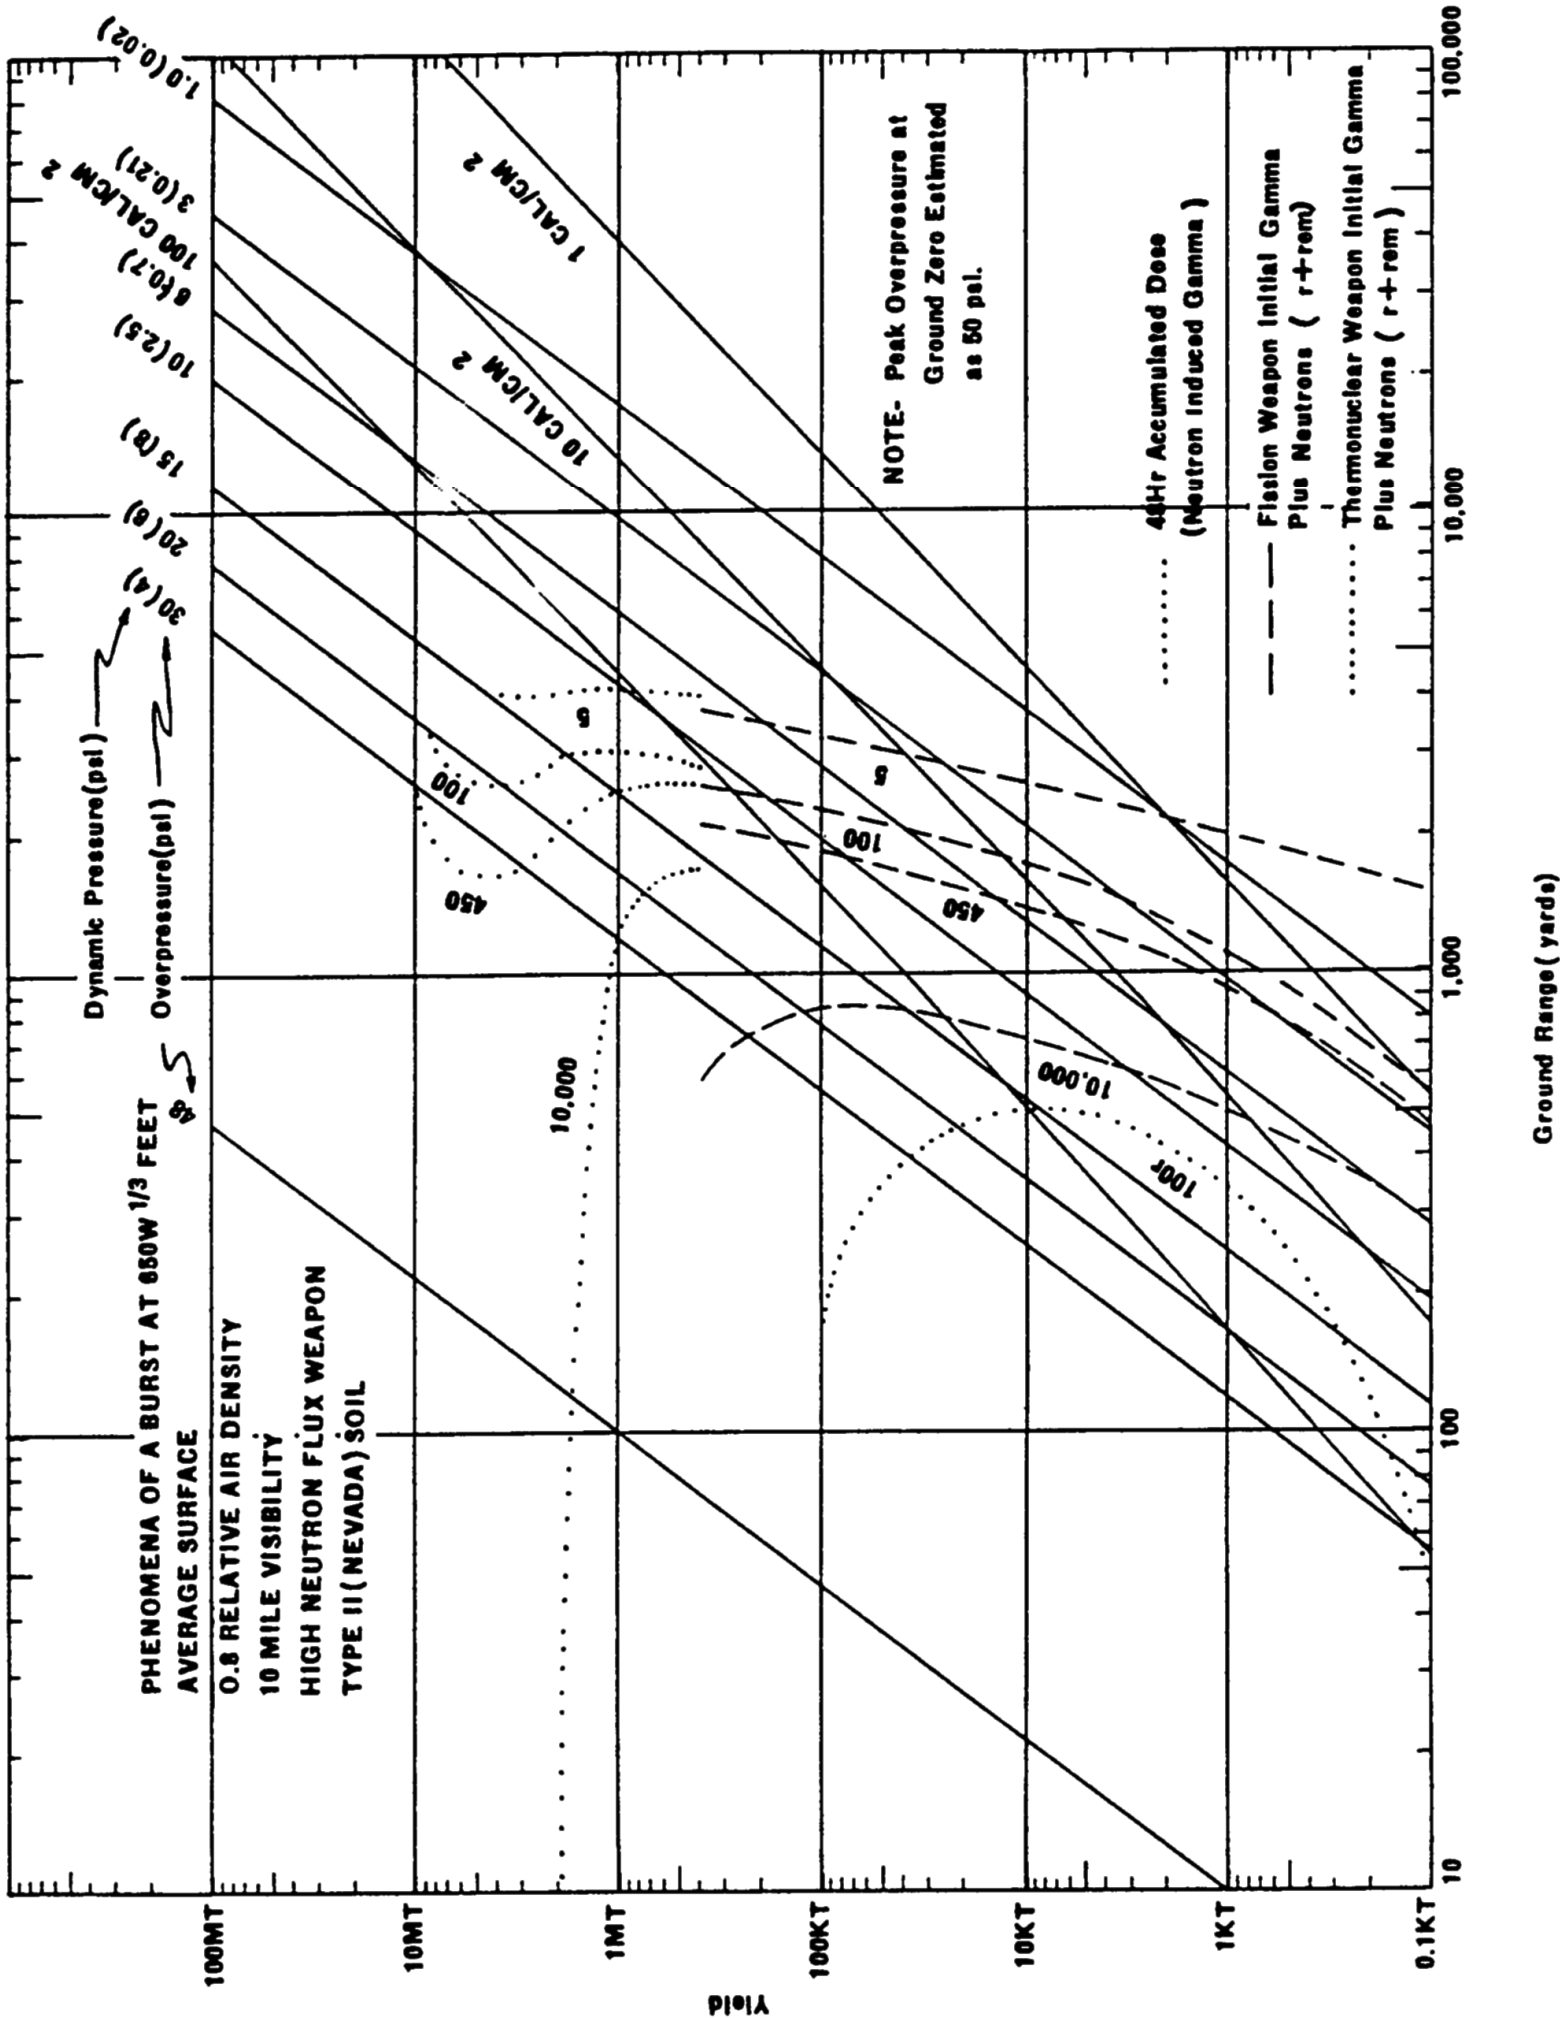 PHENOMENA OF A BURST AT 650W 1/3 FEET
AVERAGE SURFACE
0.8 RELATIVE AIR DENSITY
10 MILE VISIBILITY
HIGH NEUTRON FLUX WEAPON
TYPE II (NEVADA) SOIL
Dynamic Pressure(psi)
Overpressure(psi)
48
30(4)
20(6)
15(8)
10(2.5)
6(0.7)
100 CAL/CM 2
3(0.21)
1.0(0.02)
10 CAL/CM 2
1 CAL/CM 2
5
100
450
10,000
5
100
450
10,000
100r
NOTE- Peak Overpressure at
Ground Zero Estimated
as 50 psi.
48Hr Accumulated Dose
(Neutron Induced Gamma)
Fission Weapon Initial Gamma
Plus Neutrons ( r+rem)
Thermonuclear Weapon Initial Gamma
Plus Neutrons ( r+rem )
Yield
100MT
10MT
1MT
100KT
10KT
1KT
0.1KT
10
100
1,000
10,000
100,000
Ground Range( yards)